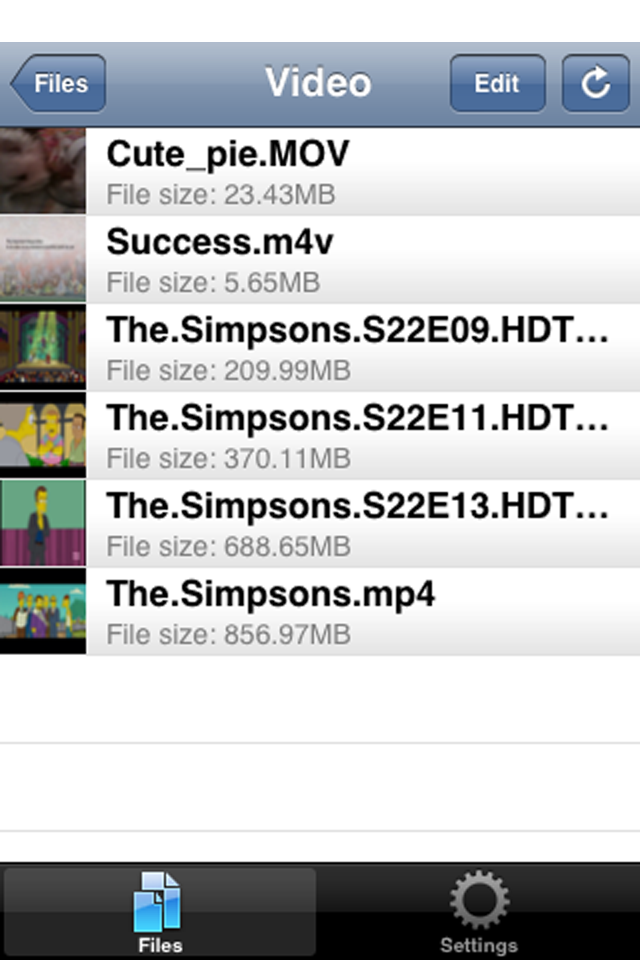 Files
Video
Edit
Cute_pie.MOV
File size: 23.43MB
Success.m4v
File size: 5.65MB
The.Simpsons.S22E09.HDT...
File size: 209.99MB
The.Simpsons.S22E11.HDT...
File size: 370.11MB
The.Simpsons.S22E13.HDT...
File size: 688.65MB
The.Simpsons.mp4
File size: 856.97MB
Files
Settings